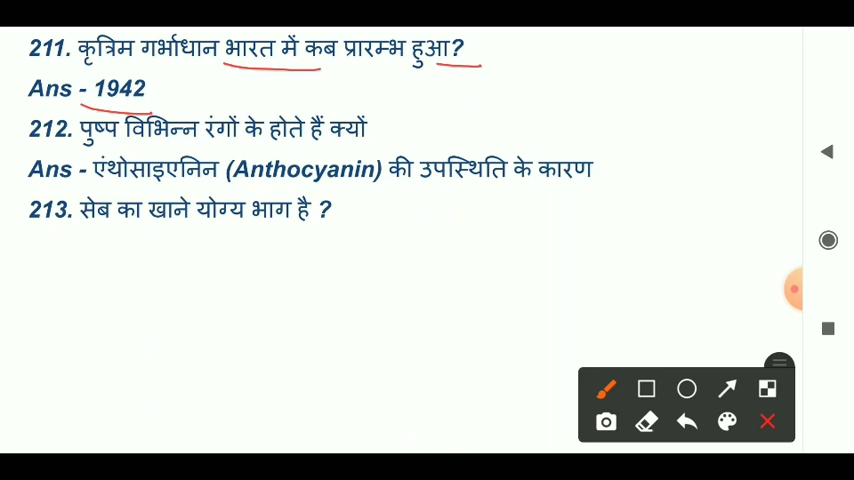 211. कृत्रिम गर्भाधान भारत में कब प्रारम्भ हुआ?
Ans - 1942
212. पुष्प विभिन्न रंगों के होते हैं क्यों
Ans - एंथोसाइएनिन (Anthocyanin) की उपस्थिति के कारण
213. सेब का खाने योग्य भाग है ?